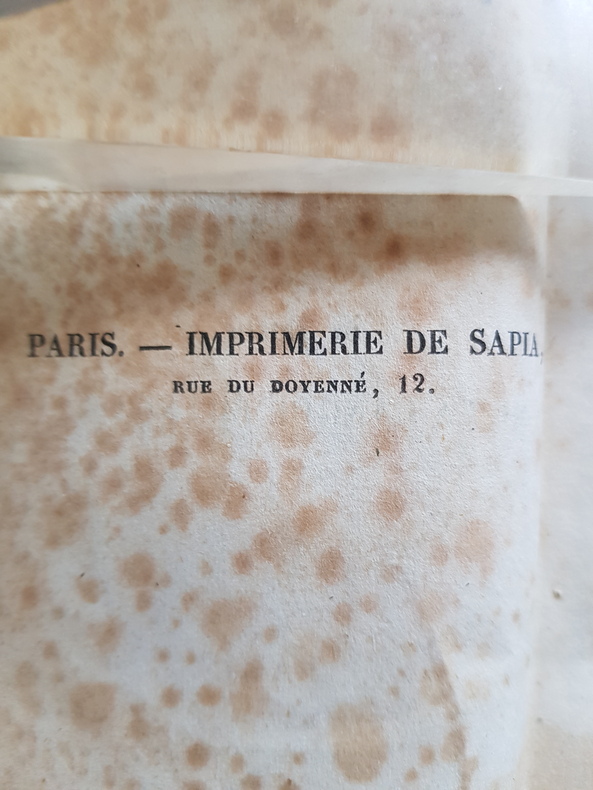 PARIS. — IMPRIMERIE DE SAPIA,
RUE DU DOYENNÉ, 12.